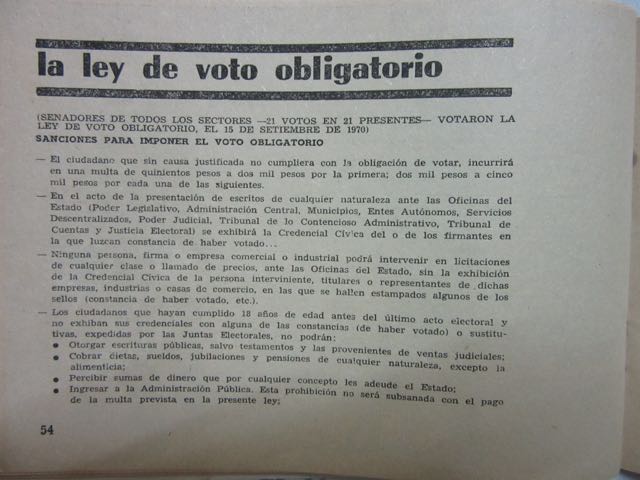 la ley de voto obligatorio
(SENADORES DE TODOS LOS SECTORES —21 VOTOS EN 21 PRESENTES— VOTARON LA
LEY DE VOTO OBLIGATORIO, EL 15 DE SETIEMBRE DE 1970)
SANCIONES PARA IMPONER EL VOTO OBLIGATORIO
— El ciudadano que sin causa justificada no cumpliera con la obligación de votar, incurrirá
en una multa de quinientos pesos a dos mil pesos por la primera; dos mil pesos a cinco
mil pesos por cada una de las siguientes.
— En el acto de la presentación de escritos de cualquier naturaleza ante las Oficinas del
Estado (Poder Legislativo, Administración Central, Municipios, Entes Autónomos, Servicios
Descentralizados, Poder Judicial, Tribunal de lo Contencioso Administrativo, Tribunal de
Cuentas y Justicia Electoral) se exhibirá la Credencial Cívica del o de los firmantes en
la que luzcan constancia de haber votado...
— Ninguna persona, firma o empresa comercial o industrial podrá intervenir en licitaciones
de cualquier clase o llamado de precios, ante las Oficinas del Estado, sin la exhibición
de la Credencial Cívica de la persona interviniente, titulares o representantes de dichas
empresas, industrias o casas de comercio, en las que se hallen estampados algunos de los
sellos (constancia de haber votado, etc.).
— Los ciudadanos que hayan cumplido 18 años de edad antes del último acto electoral y
no exhiban sus credenciales con alguna de las constancias (de haber votado) o sustitu-
tivas, expedidas por las Juntas Electorales, no podrán:
• Otorgar escrituras públicas, salvo testamentos y las provenientes de ventas judiciales;
• Cobrar dietas, sueldos, jubilaciones y pensiones de cualquier naturaleza, excepto la
alimenticia;
• Percibir sumas de dinero que por cualquier concepto les adeude el Estado;
• Ingresar a la Administración Pública. Esta prohibición no será subsanada con el pago
de la multa prevista en la presente ley;
54